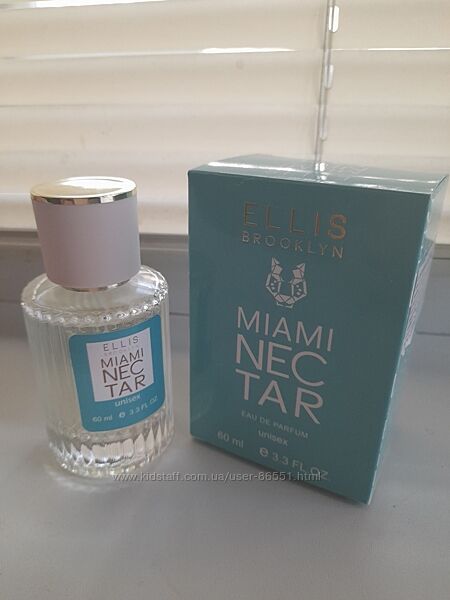 ELLIS
BROOKLYN
MIAMI
NEC
TAR
unisex
60 ml e 3.3 FL OZ
ELLIS
BROOKLYN
MIAMI
NEC
TAR
EAU DE PARFUM
unisex
60 ml e 3.3 FL OZ
www.kidstaff.com.ua/user-86551.html